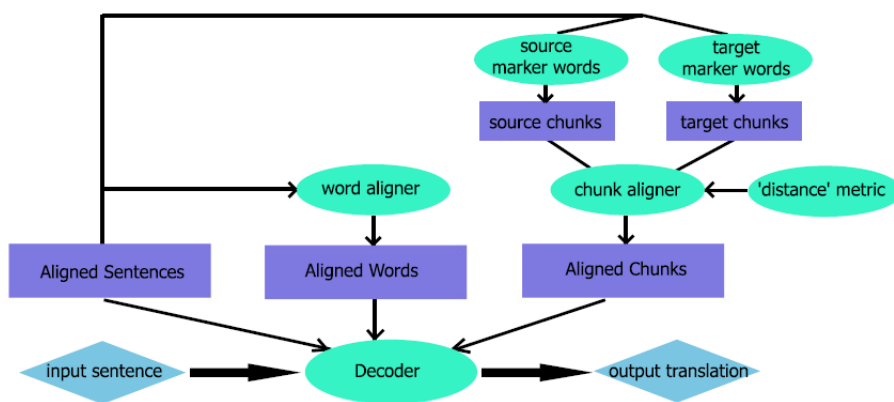 source
marker words
target
marker words
source chunks
target chunks
word aligner
chunk aligner
'distance' metric
Aligned Sentences
Aligned Words
Aligned Chunks
input sentence
Decoder
output translation